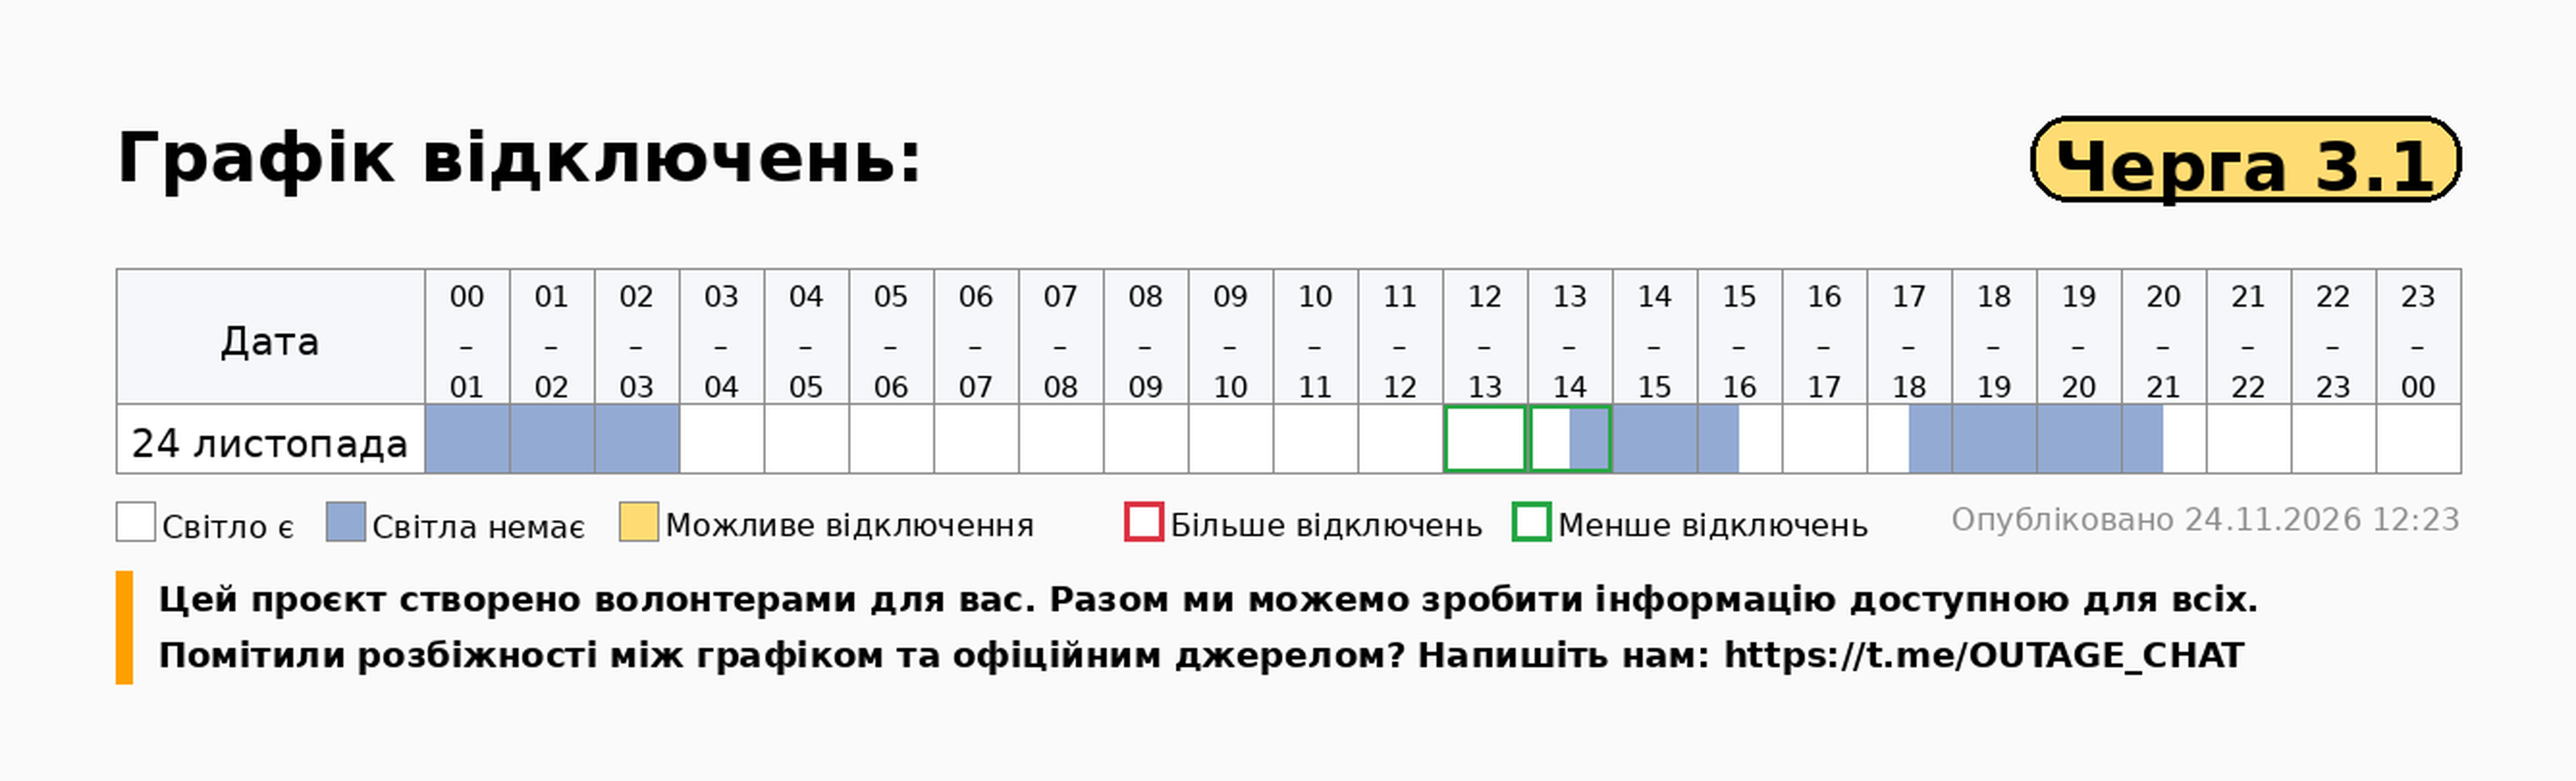 Графік відключень:
Черга 3.1
Дата
00 – 01
01 – 02
02 – 03
03 – 04
04 – 05
05 – 06
06 – 07
07 – 08
08 – 09
09 – 10
10 – 11
11 – 12
12 – 13
13 – 14
14 – 15
15 – 16
16 – 17
17 – 18
18 – 19
19 – 20
20 – 21
21 – 22
22 – 23
23 – 00
24 листопада
Світло є
Світла немає
Можливе відключення
Більше відключень
Менше відключень
Опубліковано 24.11.2026 12:23
Цей проєкт створено волонтерами для вас. Разом ми можемо зробити інформацію доступною для всіх.
Помітили розбіжності між графіком та офіційним джерелом? Напишіть нам: https://t.me/OUTAGE_CHAT